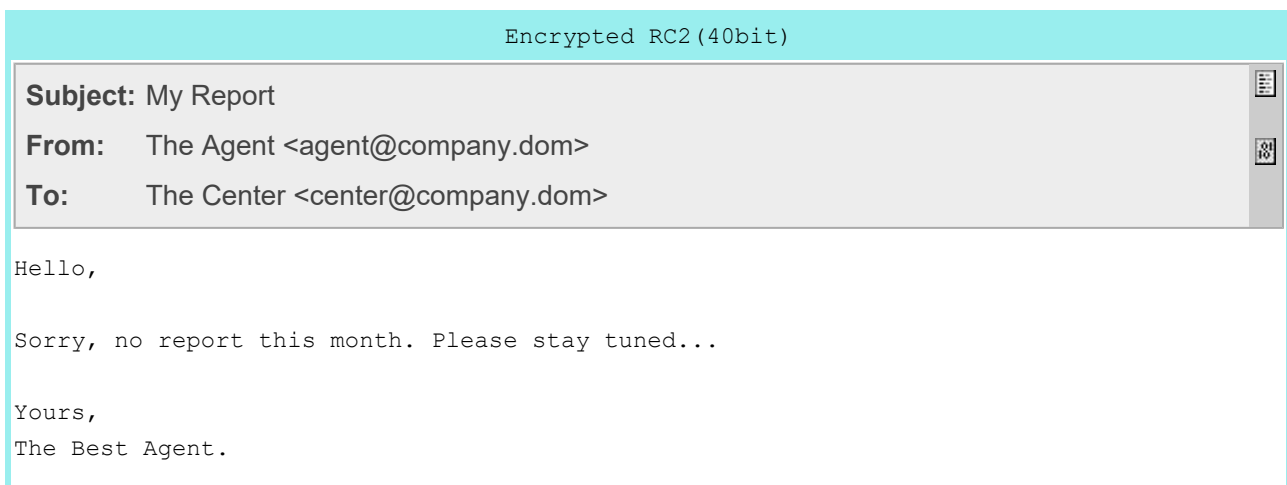 Encrypted RC2(40bit)
Subject: My Report
From: The Agent <agent@company.dom>
To: The Center <center@company.dom>
Hello,
Sorry, no report this month. Please stay tuned...
Yours,
The Best Agent.